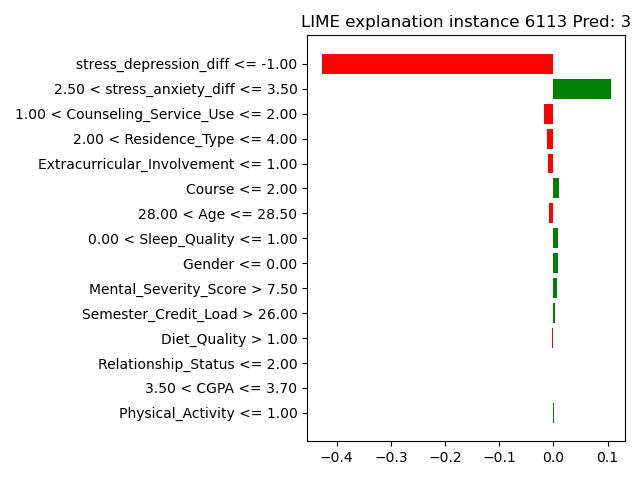 LIME explanation instance 6113 Pred: 3
stress_depression_diff <= -1.00
2.50 < stress_anxiety_diff <= 3.50
1.00 < Counseling_Service_Use <= 2.00
2.00 < Residence_Type <= 4.00
Extracurricular_Involvement <= 1.00
Course <= 2.00
28.00 < Age <= 28.50
0.00 < Sleep_Quality <= 1.00
Gender <= 0.00
Mental_Severity_Score > 7.50
Semester_Credit_Load > 26.00
Diet_Quality > 1.00
Relationship_Status <= 2.00
3.50 < CGPA <= 3.70
Physical_Activity <= 1.00
−0.4 −0.3 −0.2 −0.1 0.0 0.1